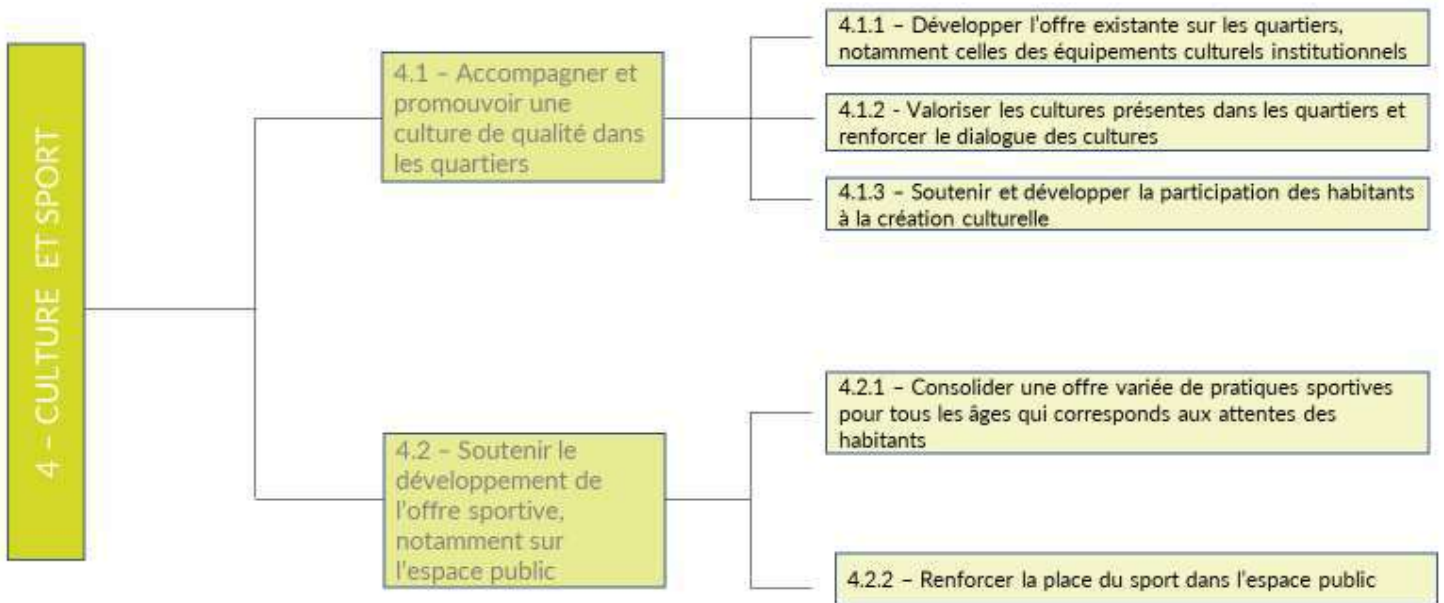 4 – CULTURE ET SPORT
4.1 – Accompagner et
promouvoir une
culture de qualité dans
les quartiers
4.1.1 – Développer l'offre existante sur les quartiers,
notamment celles des équipements culturels institutionnels
4.1.2 - Valoriser les cultures présentes dans les quartiers et
renforcer le dialogue des cultures
4.1.3 – Soutenir et développer la participation des habitants
à la création culturelle
4.2 – Soutenir le
développement de
l'offre sportive,
notamment sur
l'espace public
4.2.1 – Consolider une offre variée de pratiques sportives
pour tous les âges qui corresponds aux attentes des
habitants
4.2.2 – Renforcer la place du sport dans l'espace public